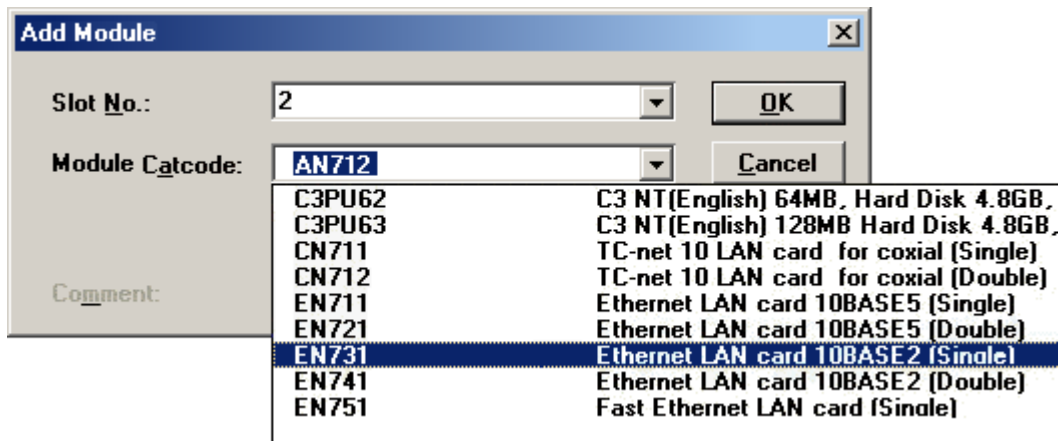 Add Module
Slot No.: 2 OK
Module Catcode: AN712 Cancel
C3PU62 C3 NT(English) 64MB, Hard Disk 4.8GB,
C3PU63 C3 NT(English) 128MB Hard Disk 4.8GB,
CN711 TC-net 10 LAN card for coxial (Single)
CN712 TC-net 10 LAN card for coxial (Double)
Comment:
EN711 Ethernet LAN card 10BASE5 (Single)
EN721 Ethernet LAN card 10BASE5 (Double)
EN731 Ethernet LAN card 10BASE2 (Single)
EN741 Ethernet LAN card 10BASE2 (Double)
EN751 Fast Ethernet LAN card (Single)